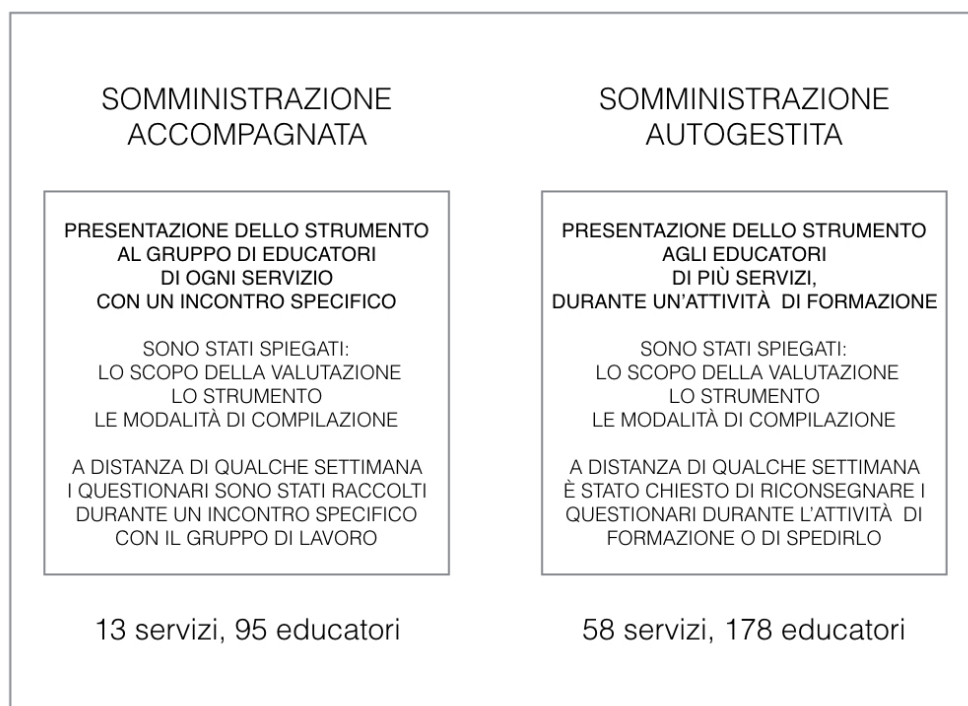 SOMMINISTRAZIONE
ACCOMPAGNATA
PRESENTAZIONE DELLO STRUMENTO
AL GRUPPO DI EDUCATORI
DI OGNI SERVIZIO
CON UN INCONTRO SPECIFICO
SONO STATI SPIEGATI:
LO SCOPO DELLA VALUTAZIONE
LO STRUMENTO
LE MODALITÀ DI COMPILAZIONE
A DISTANZA DI QUALCHE SETTIMANA
I QUESTIONARI SONO STATI RACCOLTI
DURANTE UN INCONTRO SPECIFICO
CON IL GRUPPO DI LAVORO
13 servizi, 95 educatori
SOMMINISTRAZIONE
AUTOGESTITA
PRESENTAZIONE DELLO STRUMENTO
AGLI EDUCATORI
DI PIÙ SERVIZI,
DURANTE UN'ATTIVITÀ DI FORMAZIONE
SONO STATI SPIEGATI:
LO SCOPO DELLA VALUTAZIONE
LO STRUMENTO
LE MODALITÀ DI COMPILAZIONE
A DISTANZA DI QUALCHE SETTIMANA
È STATO CHIESTO DI RICONSEGNARE I
QUESTIONARI DURANTE L'ATTIVITÀ DI
FORMAZIONE O DI SPEDIRLO
58 servizi, 178 educatori